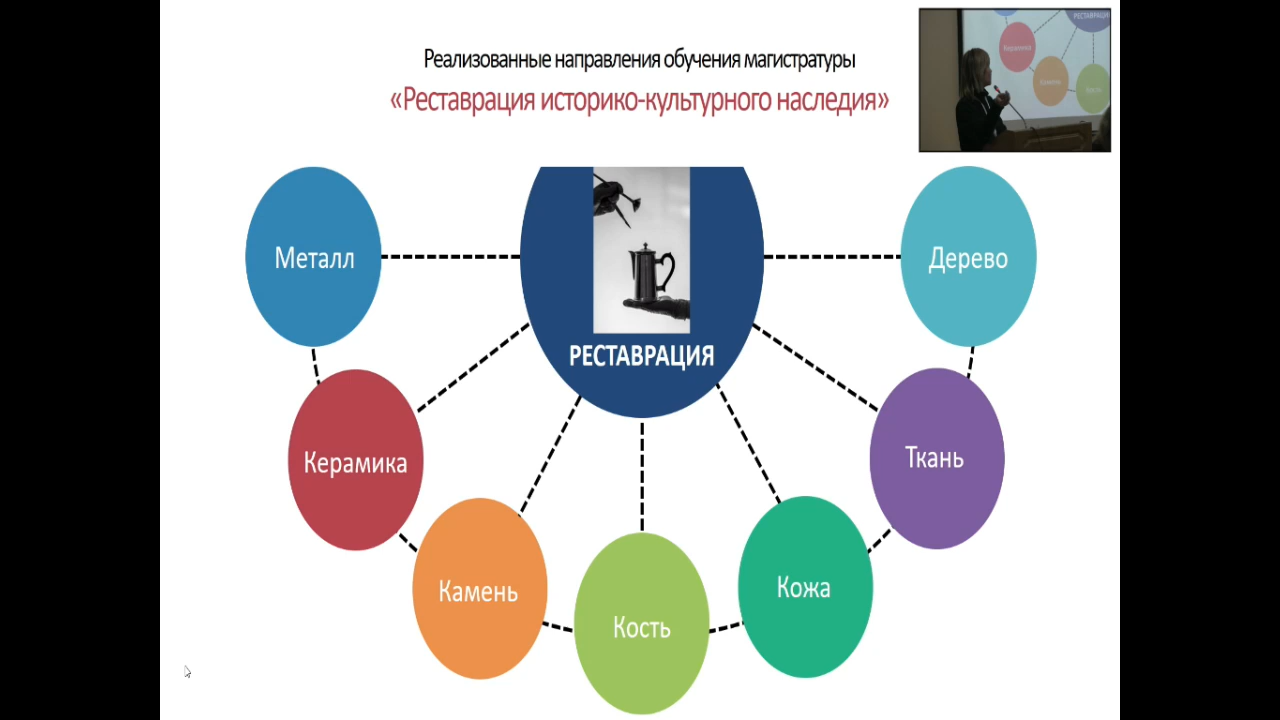 Реализованные направления обучения магистратуры
«Реставрация историко-культурного наследия»
РЕСТАВРАЦИЯ
Металл
Керамика
Камень
Кость
Кожа
Ткань
Дерево